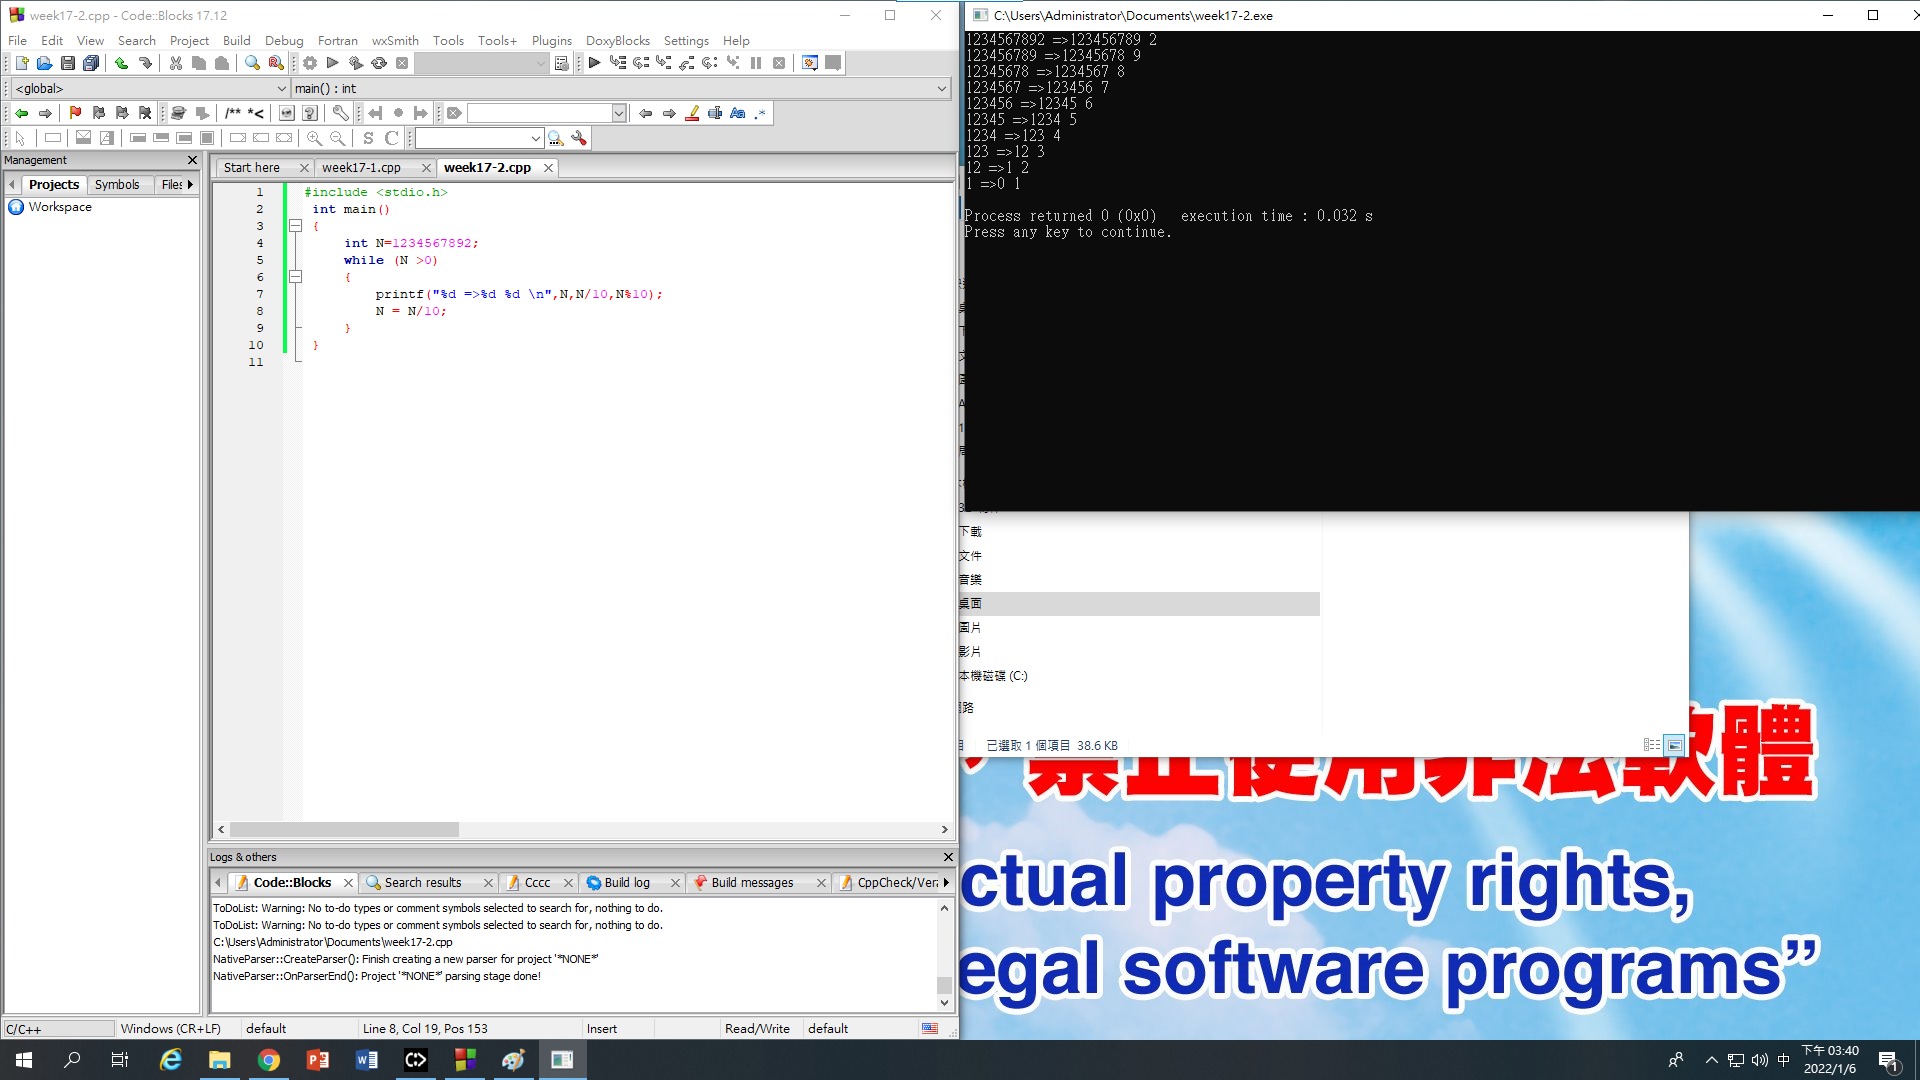 week17-2.cpp - Code::Blocks 17.12
File Edit View Search Project Build Debug Fortran wxSmith Tools Tools+ Plugins DoxyBlocks Settings Help
<global>
main() : int
/** *<
S C
Management
Projects Symbols Files
Workspace
Start here week17-1.cpp week17-2.cpp
1 #include <stdio.h>
2 int main()
3 {
4 int N=1234567892;
5 while (N >0)
6 {
7 printf("%d =>%d %d \n",N,N/10,N%10);
8 N = N/10;
9 }
10 }
11
Logs & others
Code::Blocks Search results Cccc Build log Build messages CppCheck/Vera
ToDoList: Warning: No to-do types or comment symbols selected to search for, nothing to do.
ToDoList: Warning: No to-do types or comment symbols selected to search for, nothing to do.
C:\Users\Administrator\Documents\week17-2.cpp
NativeParser::CreateParser(): Finish creating a new parser for project '*NONE*'
NativeParser::OnParserEnd(): Project '*NONE*' parsing stage done!
C/C++ Windows (CR+LF) default Line 8, Col 19, Pos 153 Insert Read/Write default
C:\Users\Administrator\Documents\week17-2.exe
1234567892 =>123456789 2
123456789 =>12345678 9
12345678 =>1234567 8
1234567 =>123456 7
123456 =>12345 6
12345 =>1234 5
1234 =>123 4
123 =>12 3
12 =>1 2
1 =>0 1
Process returned 0 (0x0)   execution time : 0.032 s
Press any key to continue.
下載
文件
音樂
桌面
圖片
影片
本機磁碟 (C:)
路
已選取 1 個項目 38.6 KB
，禁止使用非法軟體
ctual property rights,
egal software programs”
中
下午 03:40
2022/1/6
1